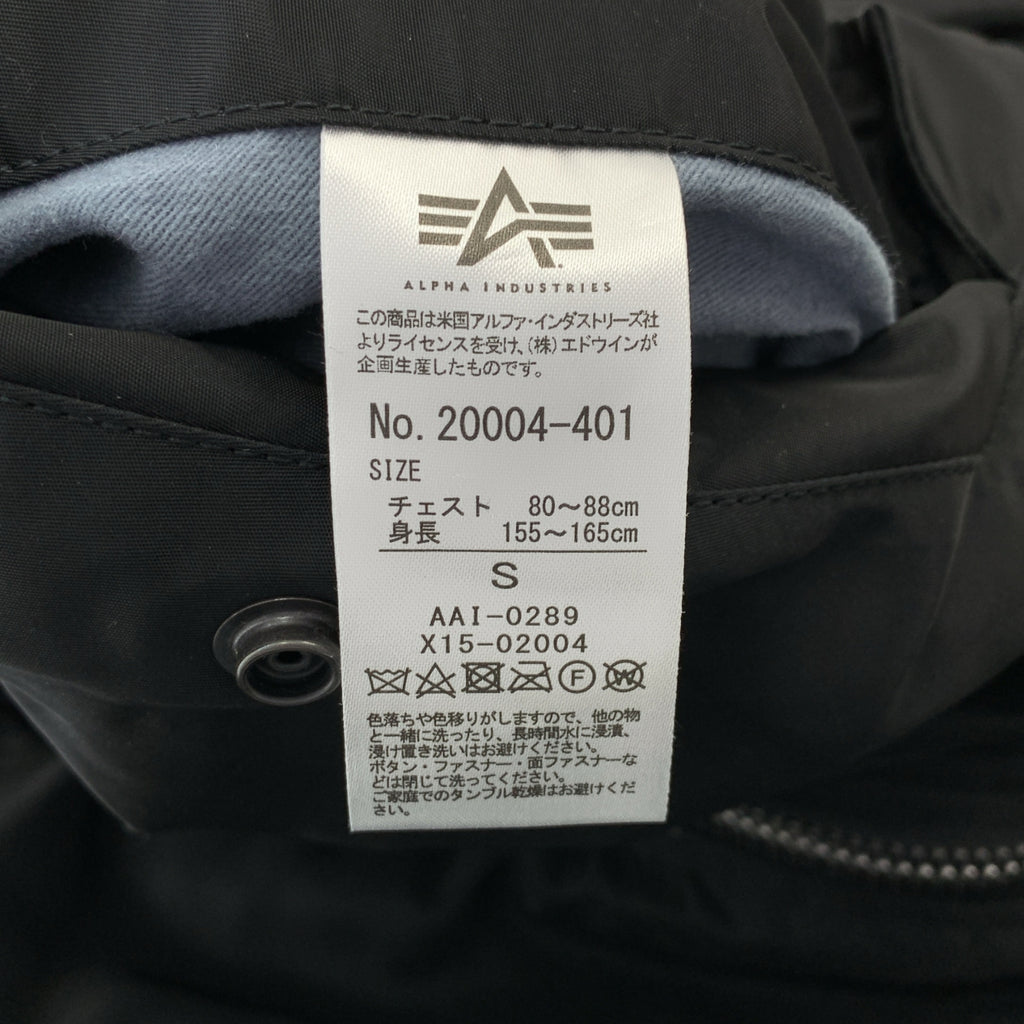 ALPHA INDUSTRIES
この商品は米国アルファ・インダストリーズ社
よりライセンスを受け、(株)エドウインが
企画生産したものです。
No. 20004-401
SIZE
チェスト 80～88cm
身長 155～165cm
S
AAI-0289
X15-02004
F W
色落ちや色移りがしますので、他の物
と一緒に洗ったり、長時間水に浸漬、
浸け置き洗いはお避けください。
ボタン・ファスナー・面ファスナーな
どは閉じて洗ってください。
ご家庭でのタンブル乾燥はお避けくだ
さい。